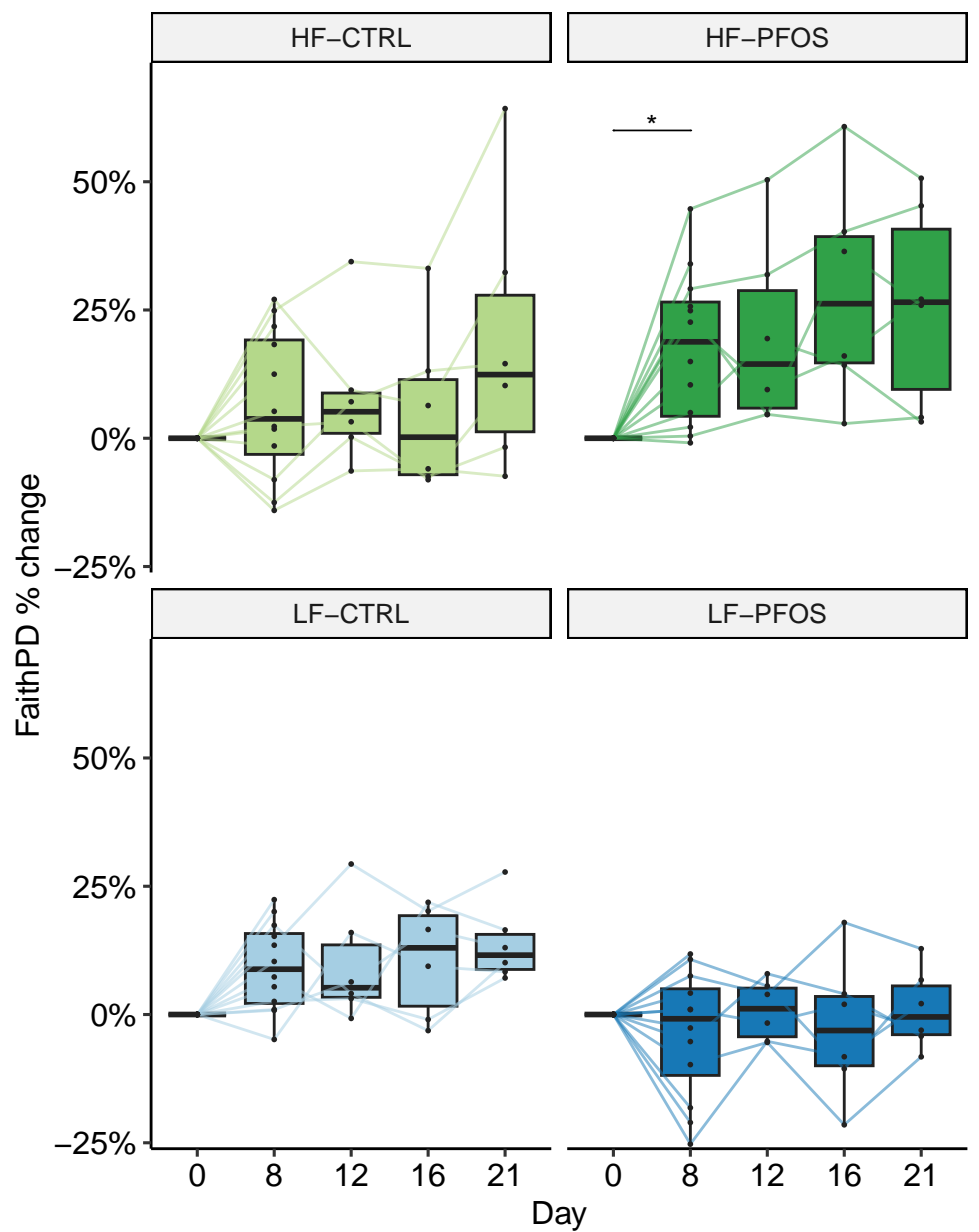 HF−CTRL HF−PFOS
*
50%
25%
0%
−25%
LF−CTRL LF−PFOS
50%
25%
0%
−25%
0 8 12 16 21 0 8 12 16 21
Day
FaithPD % change